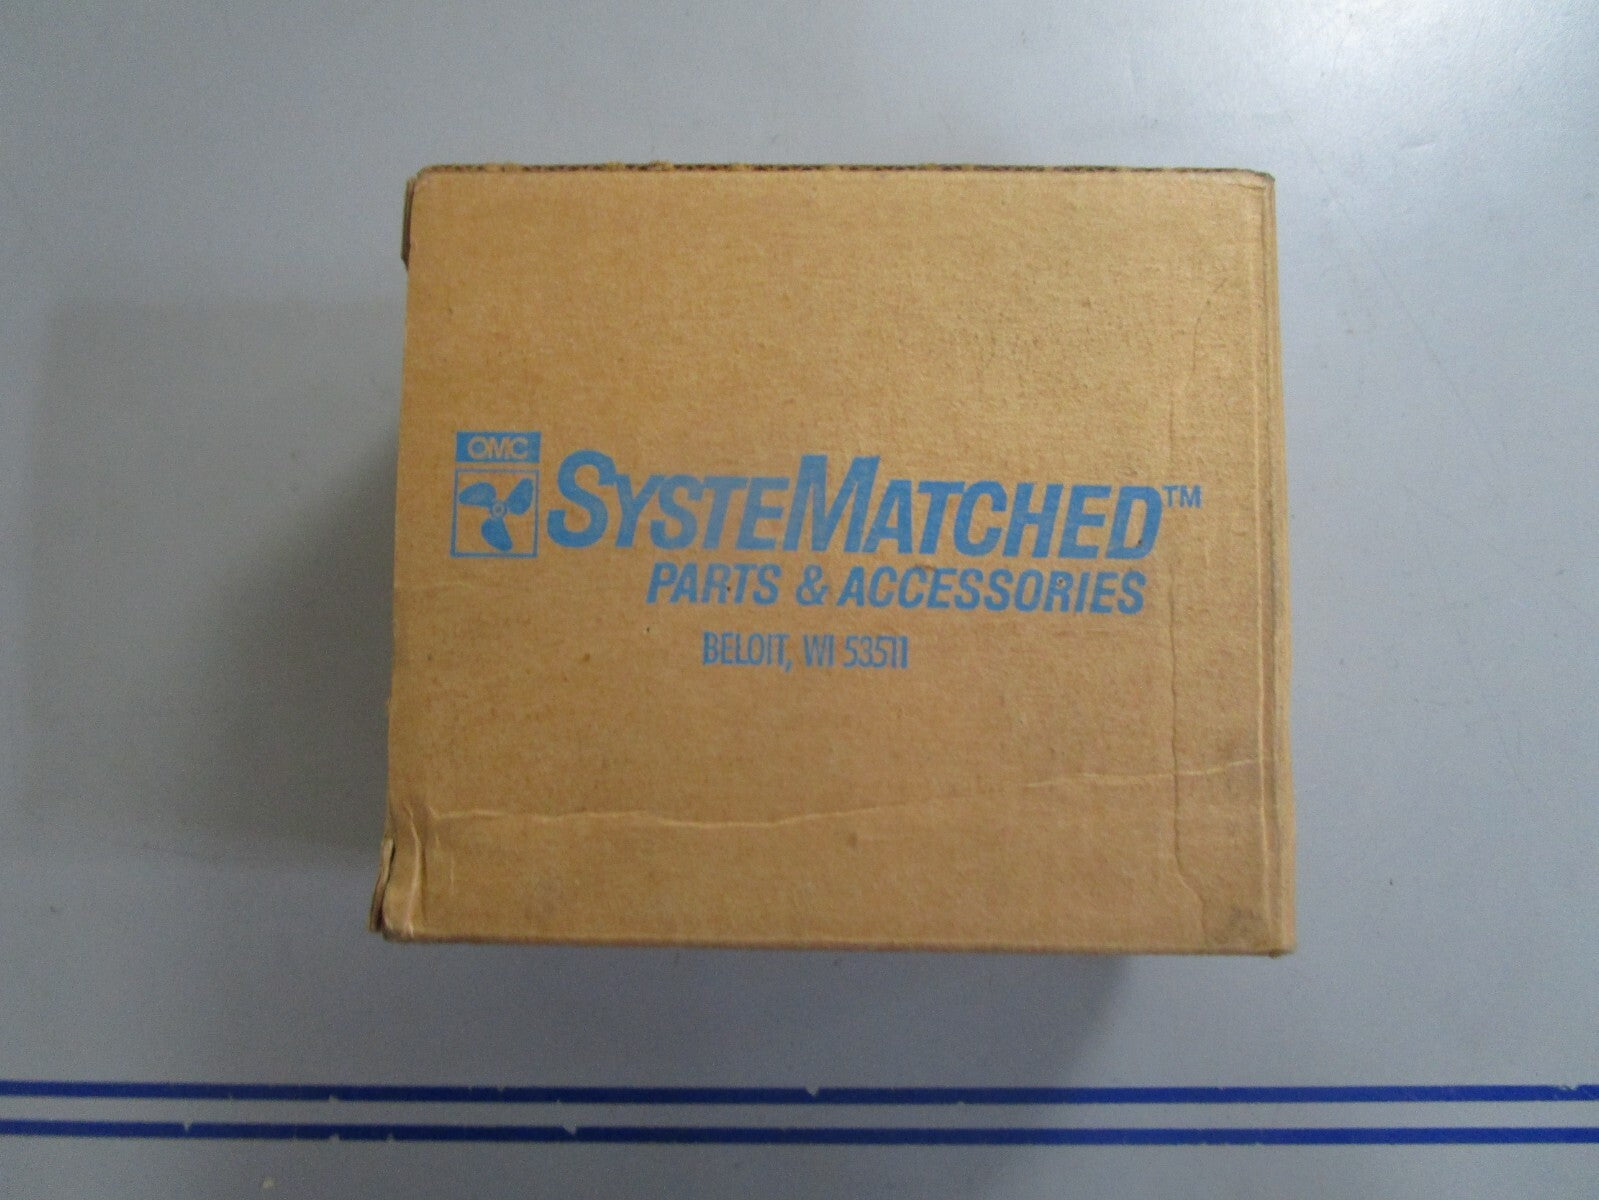 OMC
SYSTEMATCHED™
PARTS & ACCESSORIES
BELOIT, WI 53511